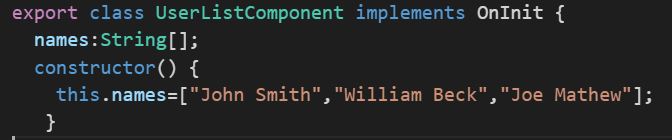 export class UserListComponent implements OnInit {
names:String[];
constructor() {
this.names=["John Smith","William Beck","Joe Mathew"];
}